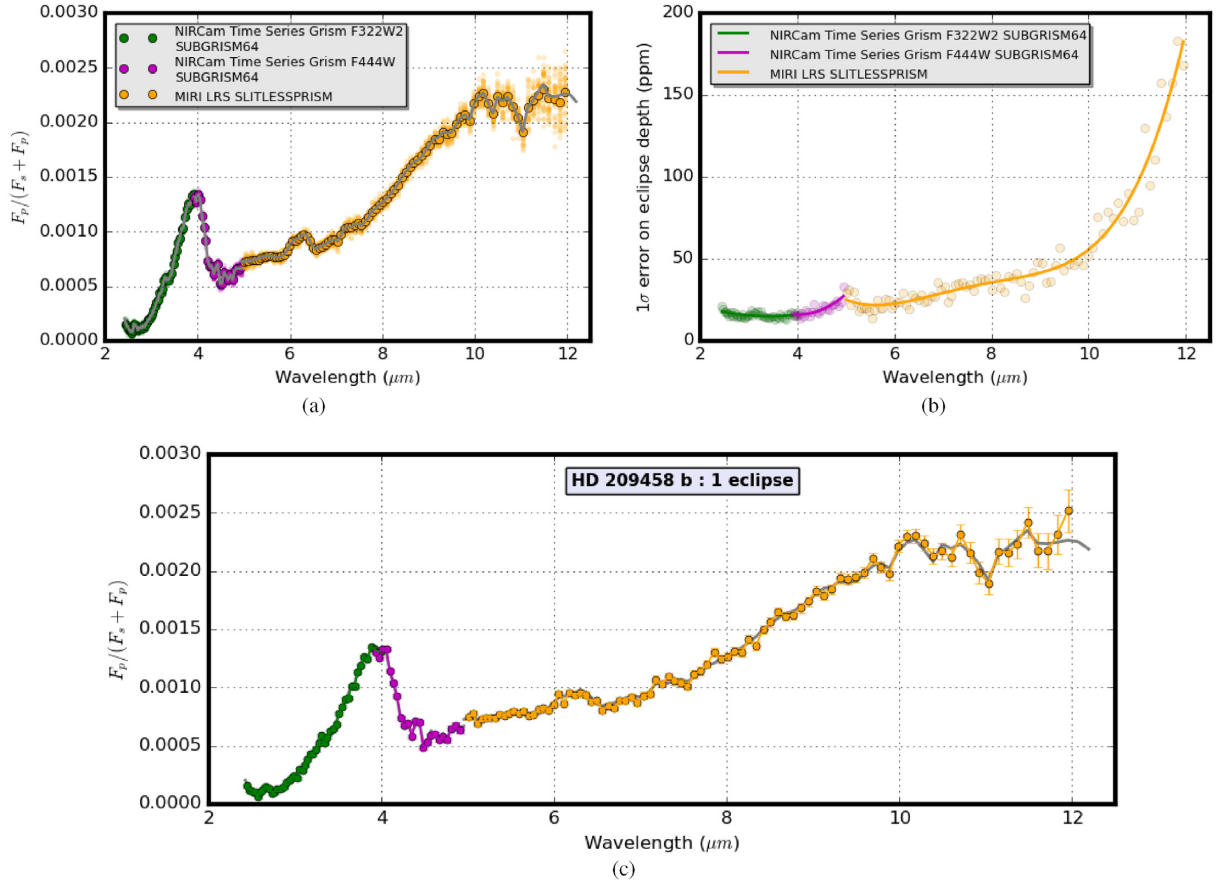 NIRCam Time Series Grism F322W2
SUBGRISM64
NIRCam Time Series Grism F444W
SUBGRISM64
MIRI LRS SLITLESSPRISM
0.0030
0.0025
0.0020
0.0015
0.0010
0.0005
0.0000
F_p/(F_s + F_p)
2 4 6 8 10 12
Wavelength (μm)
(a)
NIRCam Time Series Grism F322W2 SUBGRISM64
NIRCam Time Series Grism F444W SUBGRISM64
MIRI LRS SLITLESSPRISM
200
150
100
50
0
1σ error on eclipse depth (ppm)
2 4 6 8 10 12
Wavelength (μm)
(b)
HD 209458 b : 1 eclipse
0.0030
0.0025
0.0020
0.0015
0.0010
0.0005
0.0000
F_p/(F_s + F_p)
2 4 6 8 10 12
Wavelength (μm)
(c)